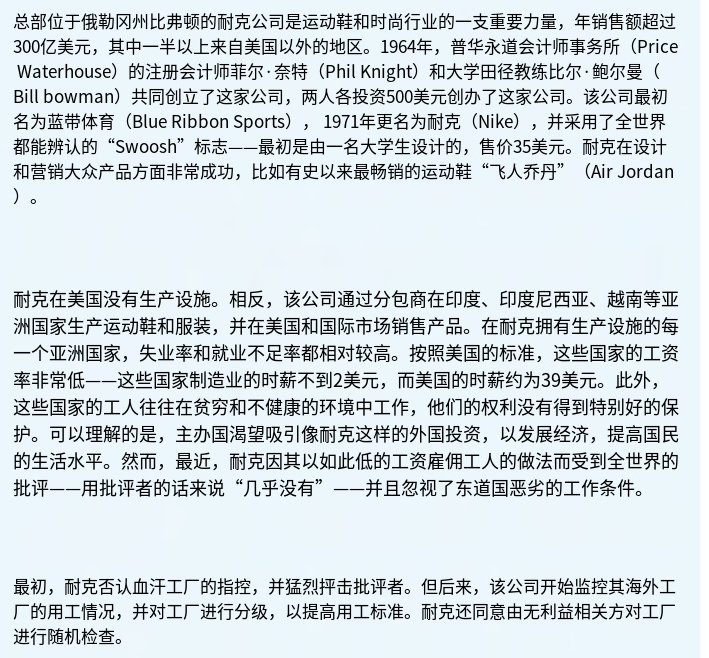 总部位于俄勒冈州比弗顿的耐克公司是运动鞋和时尚行业的一支重要力量，年销售额超过
300亿美元，其中一半以上来自美国以外的地区。1964年，普华永道会计师事务所（Price
Waterhouse）的注册会计师菲尔·奈特（Phil Knight）和大学田径教练比尔·鲍尔曼（
Bill bowman）共同创立了这家公司，两人各投资500美元创办了这家公司。该公司最初
名为蓝带体育（Blue Ribbon Sports），1971年更名为耐克（Nike），并采用了全世界
都能辨认的“Swoosh”标志——最初是由一名大学生设计的，售价35美元。耐克在设计
和营销大众产品方面非常成功，比如有史以来最畅销的运动鞋“飞人乔丹”（Air Jordan
）。
耐克在美国没有生产设施。相反，该公司通过分包商在印度、印度尼西亚、越南等亚
洲国家生产运动鞋和服装，并在美国和国际市场销售产品。在耐克拥有生产设施的每
一个亚洲国家，失业率和就业不足率都相对较高。按照美国的标准，这些国家的工资
率非常低——这些国家制造业的时薪不到2美元，而美国的时薪约为39美元。此外，
这些国家的工人往往在贫穷和不健康的环境中工作，他们的权利没有得到特别好的保
护。可以理解的是，主办国渴望吸引像耐克这样的外国投资，以发展经济，提高国民
的生活水平。然而，最近，耐克因其以如此低的工资雇佣工人的做法而受到全世界的
批评——用批评者的话来说“几乎没有”——并且忽视了东道国恶劣的工作条件。
最初，耐克否认血汗工厂的指控，并猛烈抨击批评者。但后来，该公司开始监控其海外工
厂的用工情况，并对工厂进行分级，以提高用工标准。耐克还同意由无利益相关方对工厂
进行随机检查。